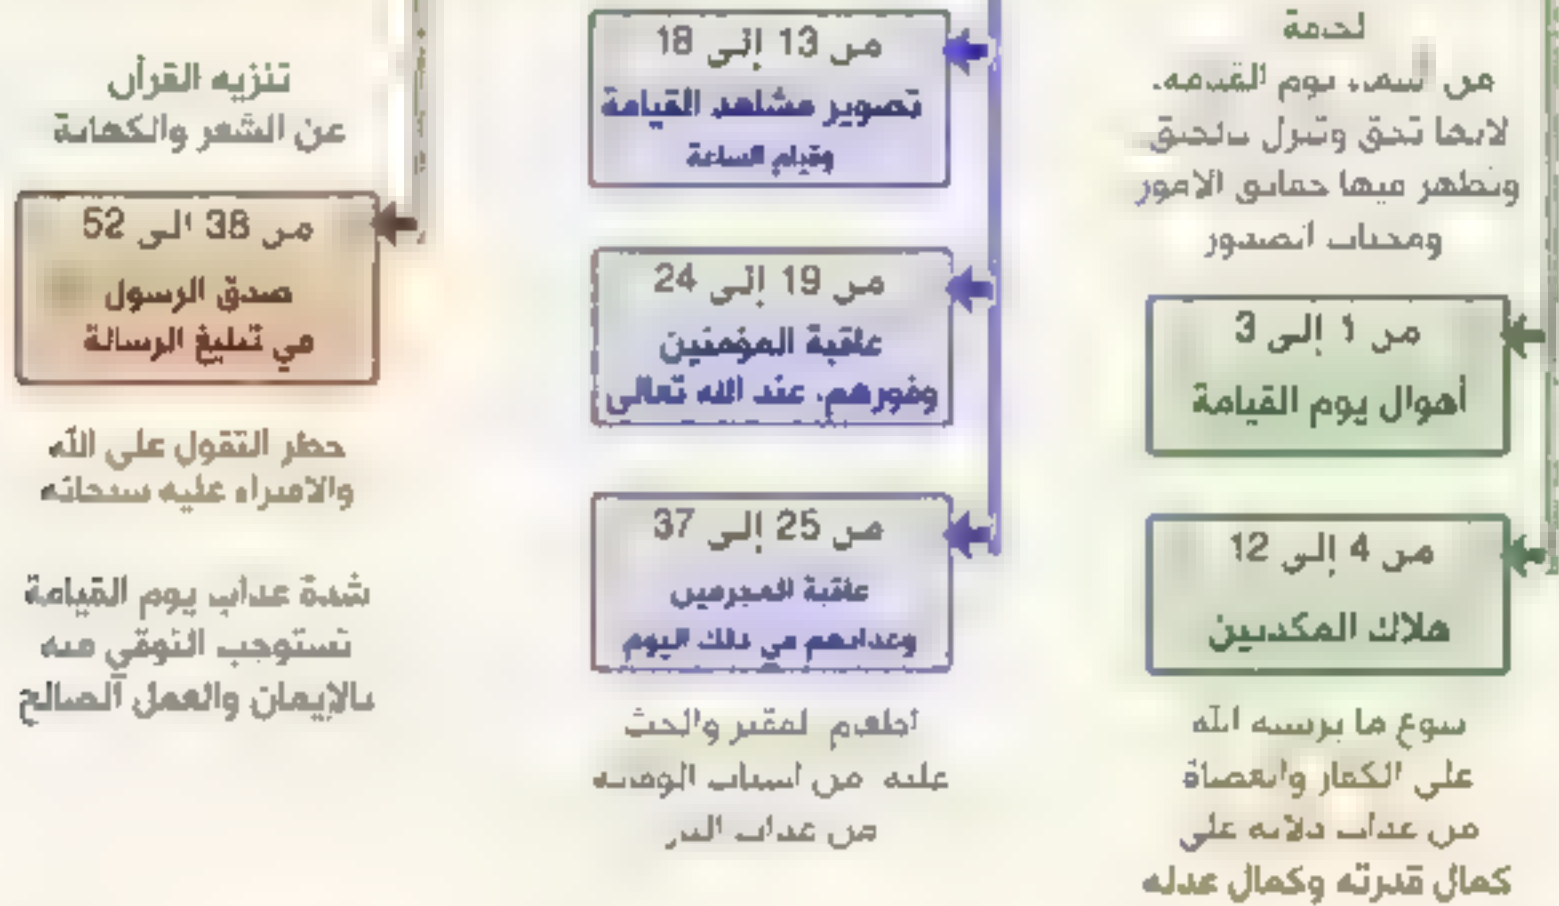 الحاقة
من أسماء يوم القيامة،
لأنها تحق وتنزل بالخلق
وتظهر فيها حقائق الأمور
ومخبآت الصدور
من 1 إلى 3
أهوال يوم القيامة
من 4 إلى 12
هلاك المكذبين
تنوع ما يرسله الله
على الكفار والعصاة
من عذاب دلالة على
كمال قدرته وكمال عدله
من 13 إلى 18
تصوير مشاهد القيامة
وقيام الساعة
من 19 إلى 24
عاقبة المؤمنين
وفوزهم عند الله تعالى
من 25 إلى 37
عاقبة المجرمين
وعذابهم في ذلك اليوم
إطعام الفقير والحث
عليه من أسباب الوقاية
من عذاب النار
تنزيه القرآن
عن الشعر والكهانة
من 38 إلى 52
صدق الرسول
في تبليغ الرسالة
حظر التقول على الله
والافتراء عليه سبحانه
شدة عذاب يوم القيامة
تستوجب التوقي منه
بالإيمان والعمل الصالح